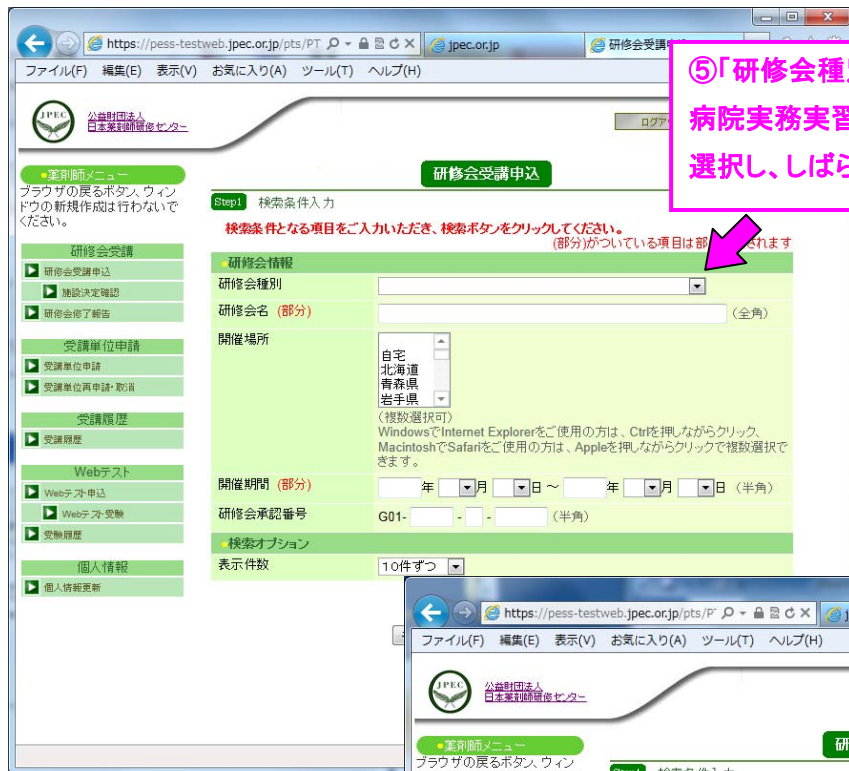 https://pess-testweb.jpec.or.jp/pts/PT
jpec.or.jp
研修会受講
ファイル(F) 編集(E) 表示(V) お気に入り(A) ツール(T) ヘルプ(H)
⑤「研修会種
病院実務実習
選択し、しばら
JPEC
公益財団法人
日本薬剤師研修センター
ログア
薬剤師メニュー
ブラウザの戻るボタン、ウィン
ドウの新規作成は行わないで
ください。
研修会受講
研修会受講申込
施設決定確認
研修会修了報告
受講単位申請
受講単位申請
受講単位再申請・取消
受講履歴
受講履歴
Webテスト
Webテスト申込
Webテスト受験
受験履歴
個人情報
個人情報更新
研修会受講申込
Step1 検索条件入力
検索条件となる項目をご入力いただき、検索ボタンをクリックしてください。
(部分)がついている項目は部 されます
研修会情報
研修会種別
研修会名 (部分) (全角)
開催場所
自宅
北海道
青森県
岩手県
(複数選択可)
WindowsでInternet Explorerをご使用の方は、Ctrlを押しながらクリック、
MacintoshでSafariをご使用の方は、Appleを押しながらクリックで複数選択で
きます。
開催期間 (部分) 年 月 日 ~ 年 月 日 (半角)
研修会承認番号 G01- - - (半角)
検索オプション
表示件数 10件ずつ
https://pess-testweb.jpec.or.jp/pts/P
ファイル(F) 編集(E) 表示(V) お気に入り(A) ツール(T) ヘルプ(H)
JPEC
公益財団法人
日本薬剤師研修センター
薬剤師メニュー
ブラウザの戻るボタン、ウィン
研
Step1 検索条件入力